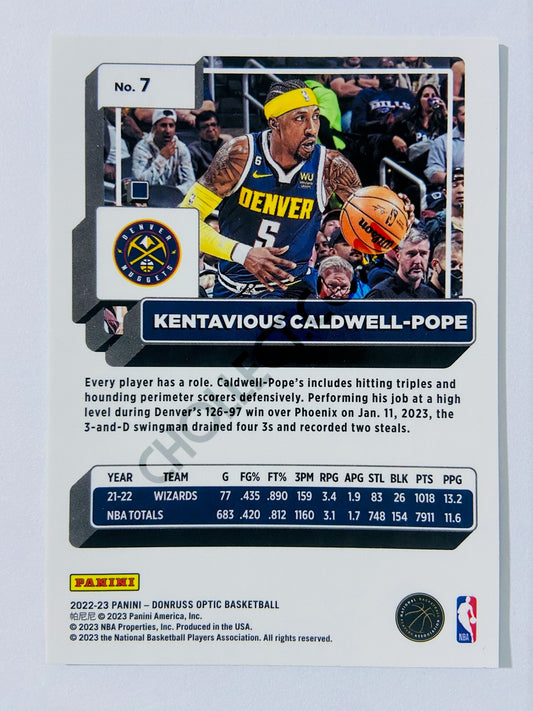 No. 7
BILLS
6
WU
DENVER
5
Wilson
DENVER
NUGGETS
KENTAVIOUS CALDWELL-POPE
Every player has a role. Caldwell-Pope's includes hitting triples and
hounding perimeter scorers defensively. Performing his job at a high
level during Denver's 126-97 win over Phoenix on Jan. 11, 2023, the
3-and-D swingman drained four 3s and recorded two steals.
CHOLLECTIC
YEAR TEAM G FG% FT% 3PM RPG APG STL BLK PTS PPG
21-22 WIZARDS 77 .435 .890 159 3.4 1.9 83 26 1018 13.2
NBA TOTALS 683 .420 .812 1160 3.1 1.7 748 154 7911 11.6
PANINI
2022-23 PANINI – DONRUSS OPTIC BASKETBALL
帕尼尼 © 2023 Panini America, Inc.
© 2023 NBA Properties, Inc. Produced in the USA.
© 2023 the National Basketball Players Association. All rights reserved.
NATIONAL BASKETBALL
ASSOCIATION
NBA